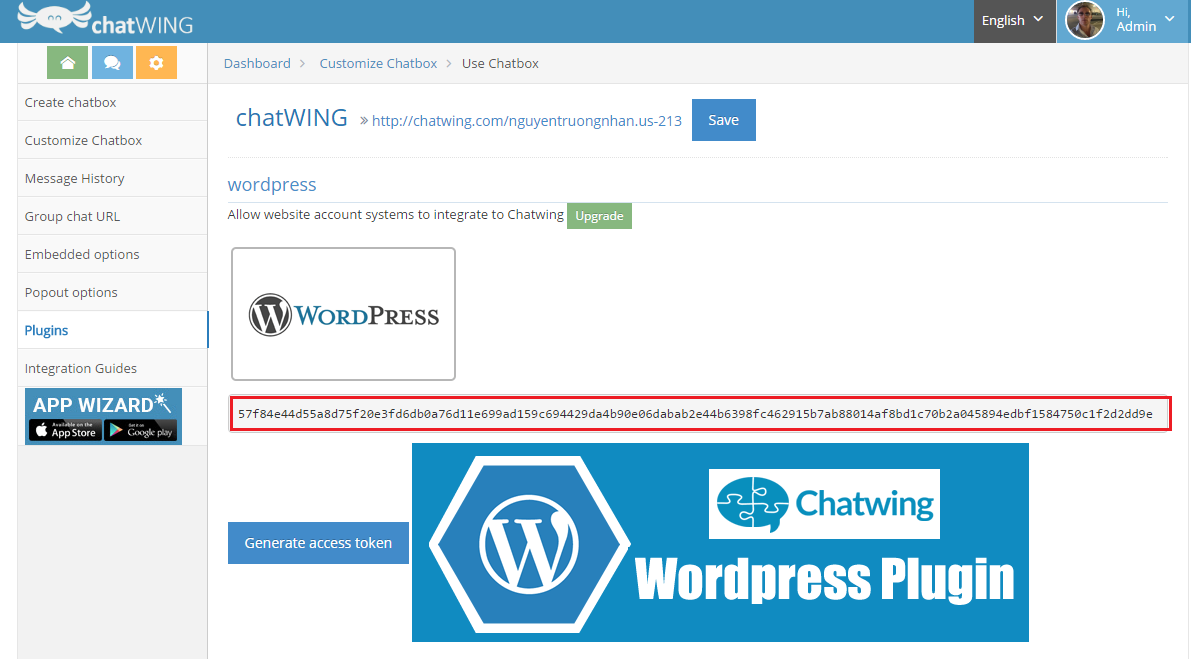 chatWING
English
Hi,
Admin
Dashboard > Customize Chatbox > Use Chatbox
Create chatbox
Customize Chatbox
Message History
Group chat URL
Embedded options
Popout options
Plugins
Integration Guides
APP WIZARD
Available on the
App Store
Get it on
Google play
chatWING » http://chatwing.com/nguyentruongnhan.us-213 Save
wordpress
Allow website account systems to integrate to Chatwing Upgrade
WORDPRESS
57f84e44d55a8d75f20e3fd6db0a76d11e699ad159c694429da4b90e06dabab2e44b6398fc462915b7ab88014af8bd1c70b2a045894edbf1584750c1f2d2dd9e
Generate access token
Chatwing
Wordpress Plugin